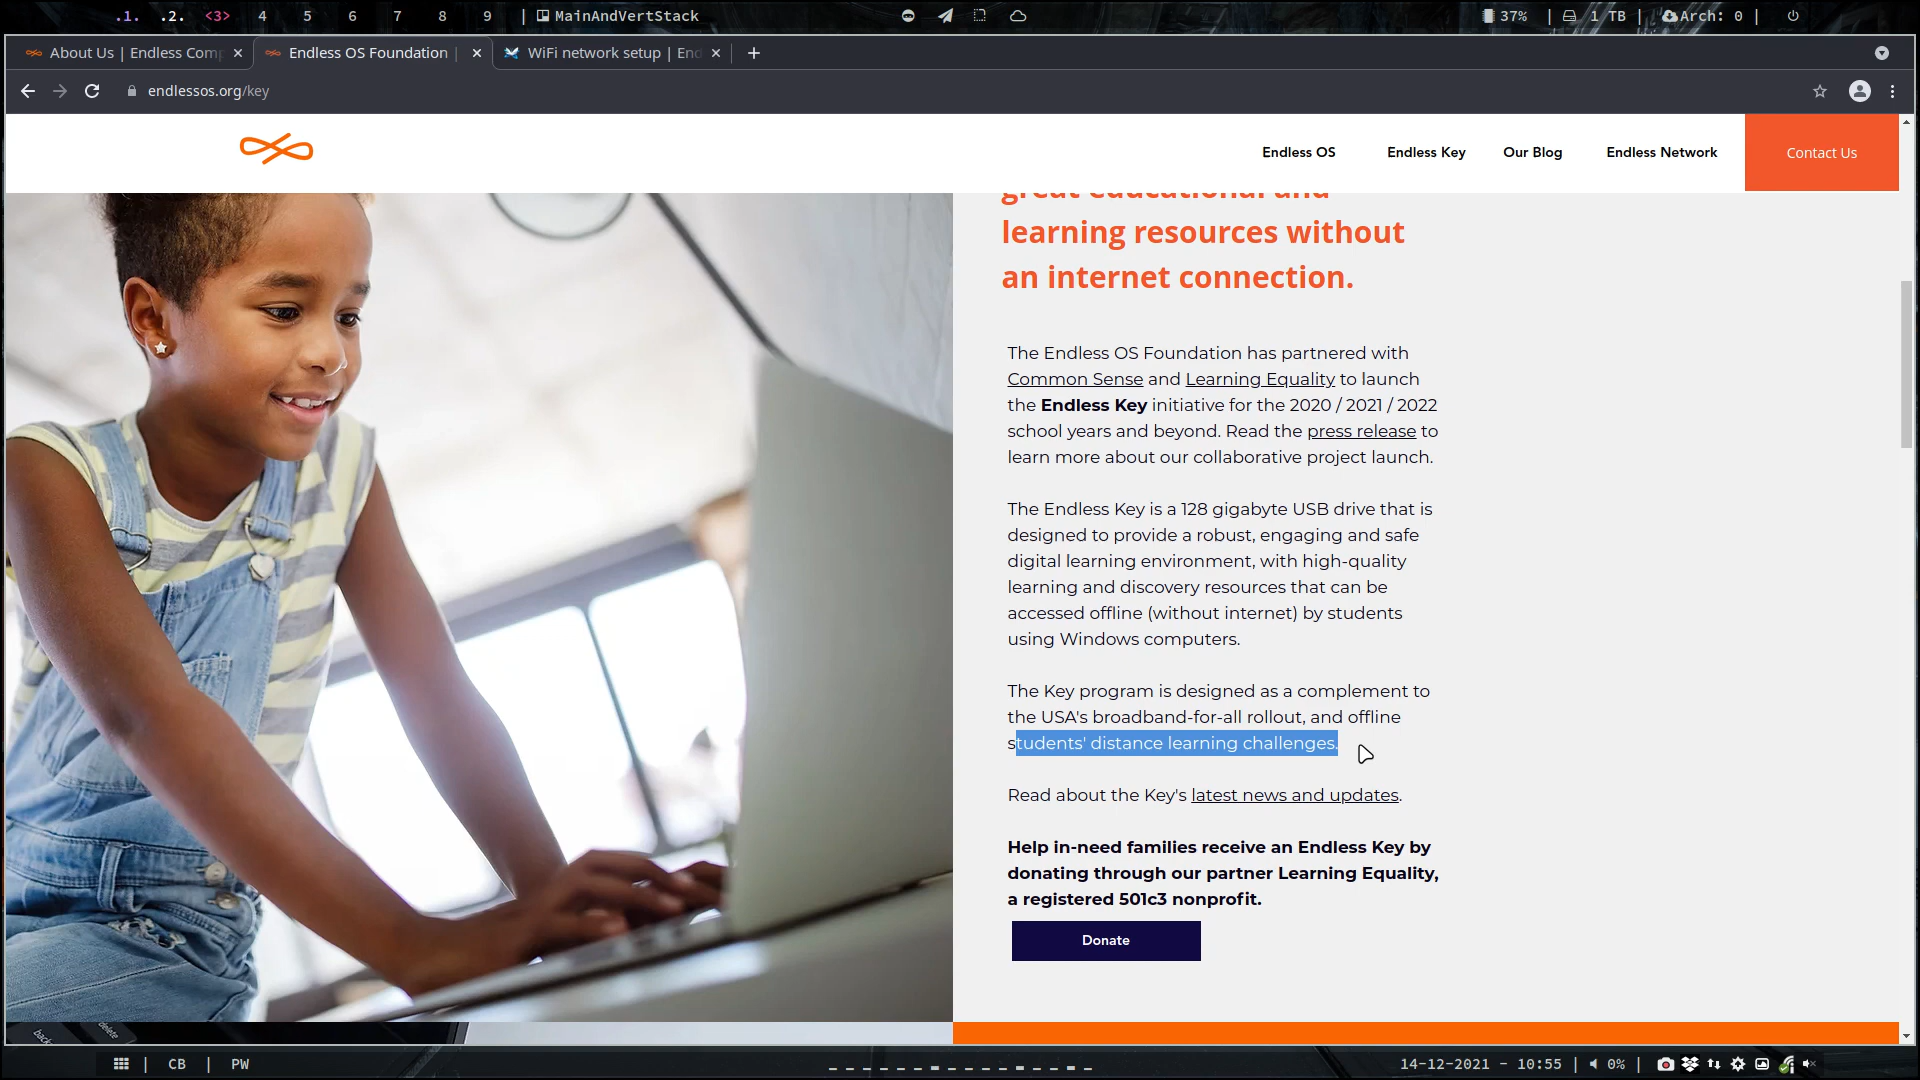 .1. .2. <3> 4 5 6 7 8 9 | MainAndVertStack
37% | 1 TB | Arch: 0 |
About Us | Endless Com
Endless OS Foundation |
WiFi network setup | End
endlessos.org/key
Endless OS
Endless Key
Our Blog
Endless Network
Contact Us
great educational and
learning resources without
an internet connection.
The Endless OS Foundation has partnered with
Common Sense and Learning Equality to launch
the Endless Key initiative for the 2020 / 2021 / 2022
school years and beyond. Read the press release to
learn more about our collaborative project launch.
The Endless Key is a 128 gigabyte USB drive that is
designed to provide a robust, engaging and safe
digital learning environment, with high-quality
learning and discovery resources that can be
accessed offline (without internet) by students
using Windows computers.
The Key program is designed as a complement to
the USA's broadband-for-all rollout, and offline
students' distance learning challenges.
Read about the Key's latest news and updates.
Help in-need families receive an Endless Key by
donating through our partner Learning Equality,
a registered 501c3 nonprofit.
Donate
back
delete
| CB | PW
14-12-2021 - 10:55 | 0% |